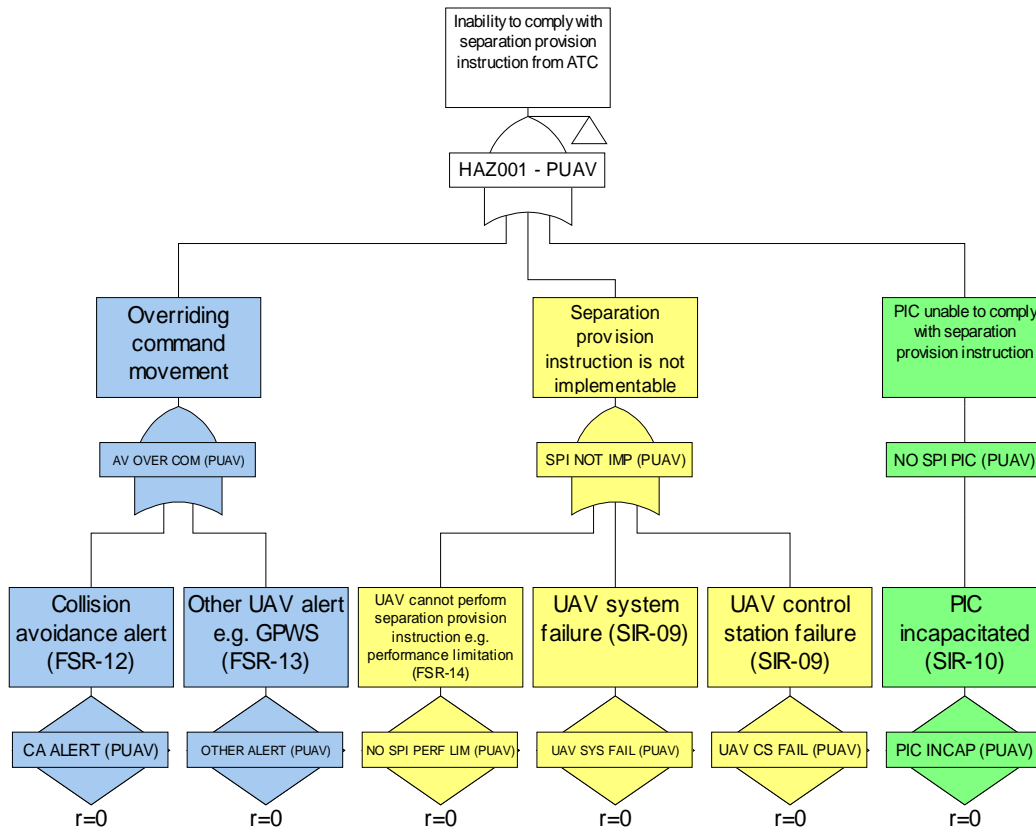 Inability to comply with
separation provision
instruction from ATC
HAZ001 - PUAV
Overriding
command
movement
Separation
provision
instruction is not
implementable
PIC unable to comply
with separation
provision instruction
AV OVER COM (PUAV)
SPI NOT IMP (PUAV)
NO SPI PIC (PUAV)
Collision
avoidance alert
(FSR-12)
Other UAV alert
e.g. GPWS
(FSR-13)
UAV cannot perform
separation provision
instruction e.g.
performance limitation
(FSR-14)
UAV system
failure (SIR-09)
UAV control
station failure
(SIR-09)
PIC
incapacitated
(SIR-10)
CA ALERT (PUAV)
OTHER ALERT (PUAV)
NO SPI PERF LIM (PUAV)
UAV SYS FAIL (PUAV)
UAV CS FAIL (PUAV)
PIC INCAP (PUAV)
r=0
r=0
r=0
r=0
r=0
r=0